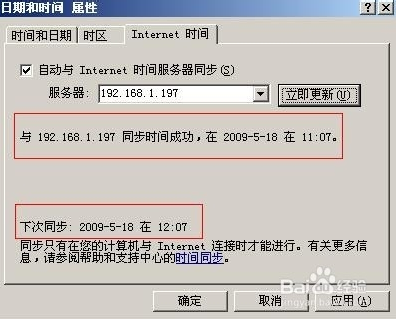 日期和时间 属性
时间和日期 时区 Internet 时间
自动与 Internet 时间服务器同步(S)
服务器: 192.168.1.197 立即更新(U)
与 192.168.1.197 同步时间成功，在 2009-5-18 在 11:07。
下次同步: 2009-5-18 在 12:07
同步只有在您的计算机与 Internet 连接时才能进行。有关更多信
息，请参阅帮助和支持中心的时间同步。
Baidu 经验
确定 取消 应用(A)